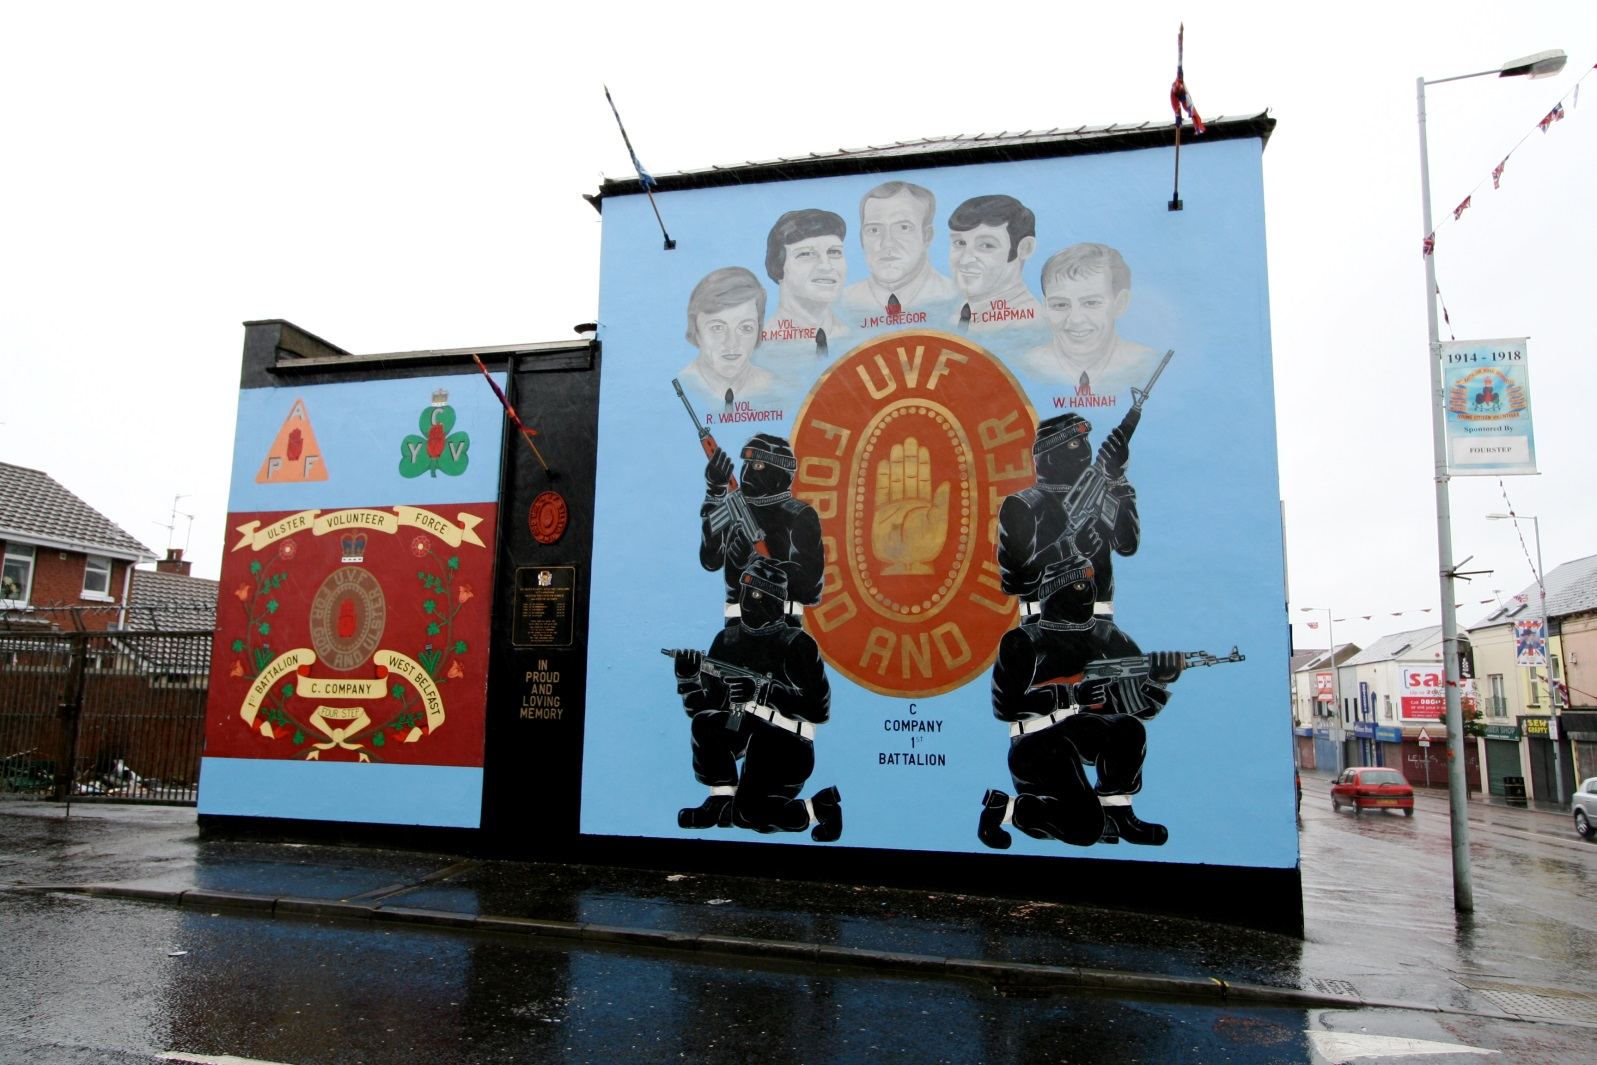 A
P F
C
Y V
ULSTER VOLUNTEER FORCE
UVF
FOR GOD AND ULSTER
1ST BATTALION
WEST BELFAST
C. COMPANY
FOUR STEP
IN
PROUD
AND
LOVING
MEMORY
VOL.
R. WADSWORTH
VOL.
R. McINTYRE
J. McGREGOR
VOL.
T. CHAPMAN
VOL.
W. HANNAH
UVF
FOR GOD AND ULSTER
C
COMPANY
1ST
BATTALION
1914 - 1918
Sponsored By
FOURSTEP
sale